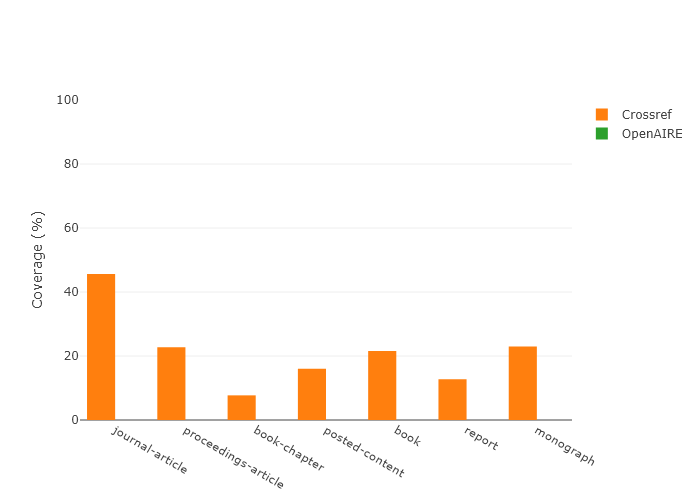 100
80
60
40
20
0
Coverage (%)
journal-article
proceedings-article
book-chapter
posted-content
book
report
monograph
Crossref
OpenAIRE